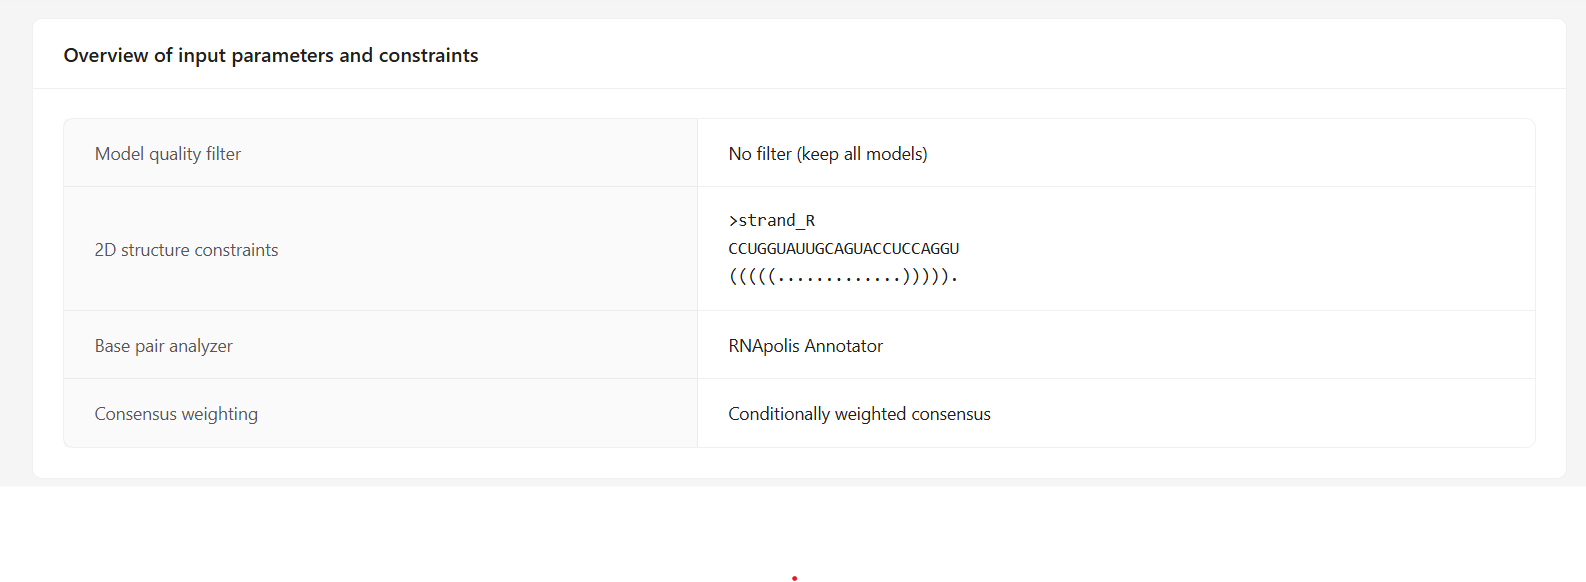 Overview of input parameters and constraints
Model quality filter
No filter (keep all models)
2D structure constraints
>strand_R
CCUGGUAUUGCAGUACCUCCAGGU
(((((.............))))).
Base pair analyzer
RNApolis Annotator
Consensus weighting
Conditionally weighted consensus